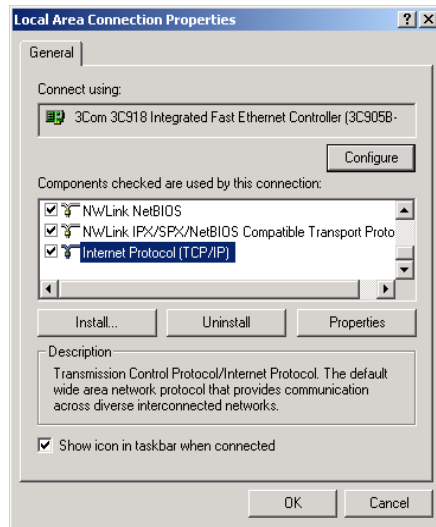 Local Area Connection Properties
General
Connect using:
3Com 3C918 Integrated Fast Ethernet Controller (3C905B-
Configure
Components checked are used by this connection:
NWLink NetBIOS
NWLink IPX/SPX/NetBIOS Compatible Transport Proto
Internet Protocol (TCP/IP)
Install... Uninstall Properties
Description
Transmission Control Protocol/Internet Protocol. The default
wide area network protocol that provides communication
across diverse interconnected networks.
Show icon in taskbar when connected
OK Cancel